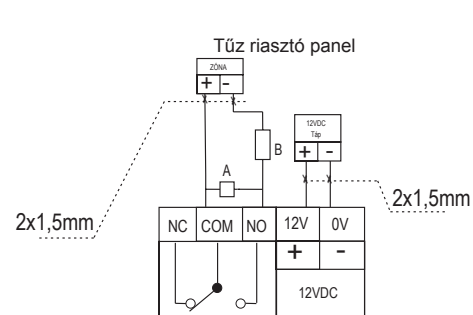 Tűz riasztó panel
ZÓNA
+ -
12VDC
Táp
+ -
B
A
2x1,5mm
2x1,5mm
NC COM NO 12V 0V
+ -
12VDC